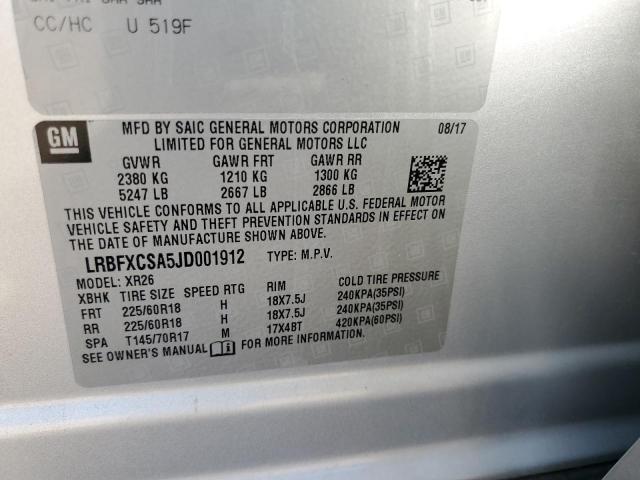 CC/HC U 519F
GM
MFD BY SAIC GENERAL MOTORS CORPORATION 08/17
LIMITED FOR GENERAL MOTORS LLC
GVWR GAWR FRT GAWR RR
2380 KG 1210 KG 1300 KG
5247 LB 2667 LB 2866 LB
THIS VEHICLE CONFORMS TO ALL APPLICABLE U.S. FEDERAL MOTOR
VEHICLE SAFETY AND THEFT PREVENTION STANDARDS IN EFFECT ON
THE DATE OF MANUFACTURE SHOWN ABOVE.
LRBFXCSA5JD001912 TYPE: M.P.V.
MODEL: XR26
XBHK TIRE SIZE SPEED RTG RIM COLD TIRE PRESSURE
FRT 225/60R18 H 18X7.5J 240KPA(35PSI)
RR 225/60R18 H 18X7.5J 240KPA(35PSI)
SPA T145/70R17 M 17X4BT 420KPA(60PSI)
SEE OWNER'S MANUAL FOR MORE INFORMATION.